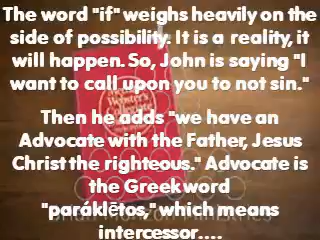 The word "if" weighs heavily on the
side of possibility. It is a reality, it
will happen. So, John is saying "I
want to call upon you to not sin."
Then he adds "we have an
Advocate with the Father, Jesus
Christ the righteous." Advocate is
the Greek word
"paráklētos," which means
intercessor....